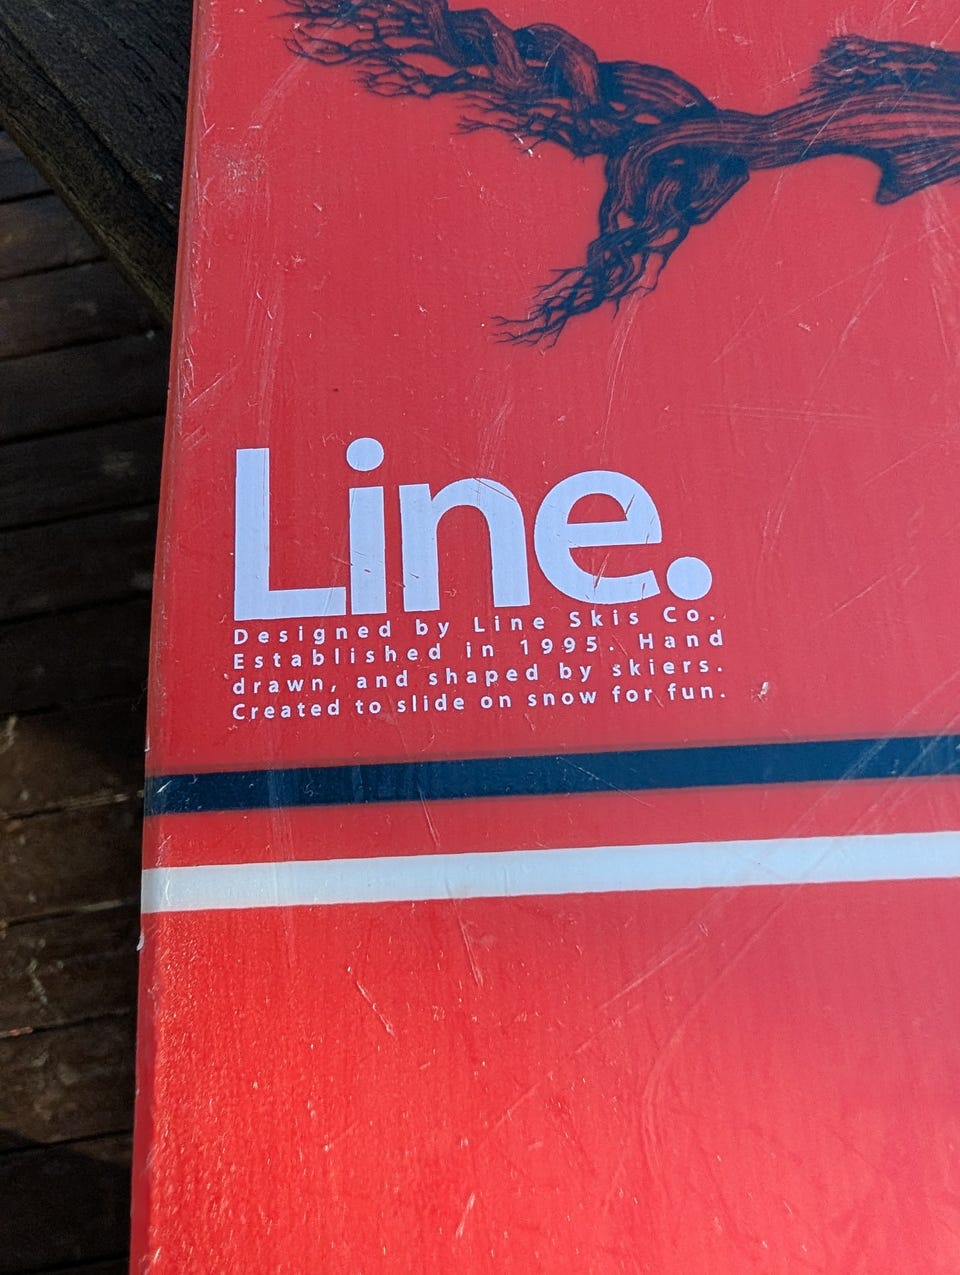 Line.
Designed by Line Skis Co.
Established in 1995. Hand
drawn, and shaped by skiers.
Created to slide on snow for fun.